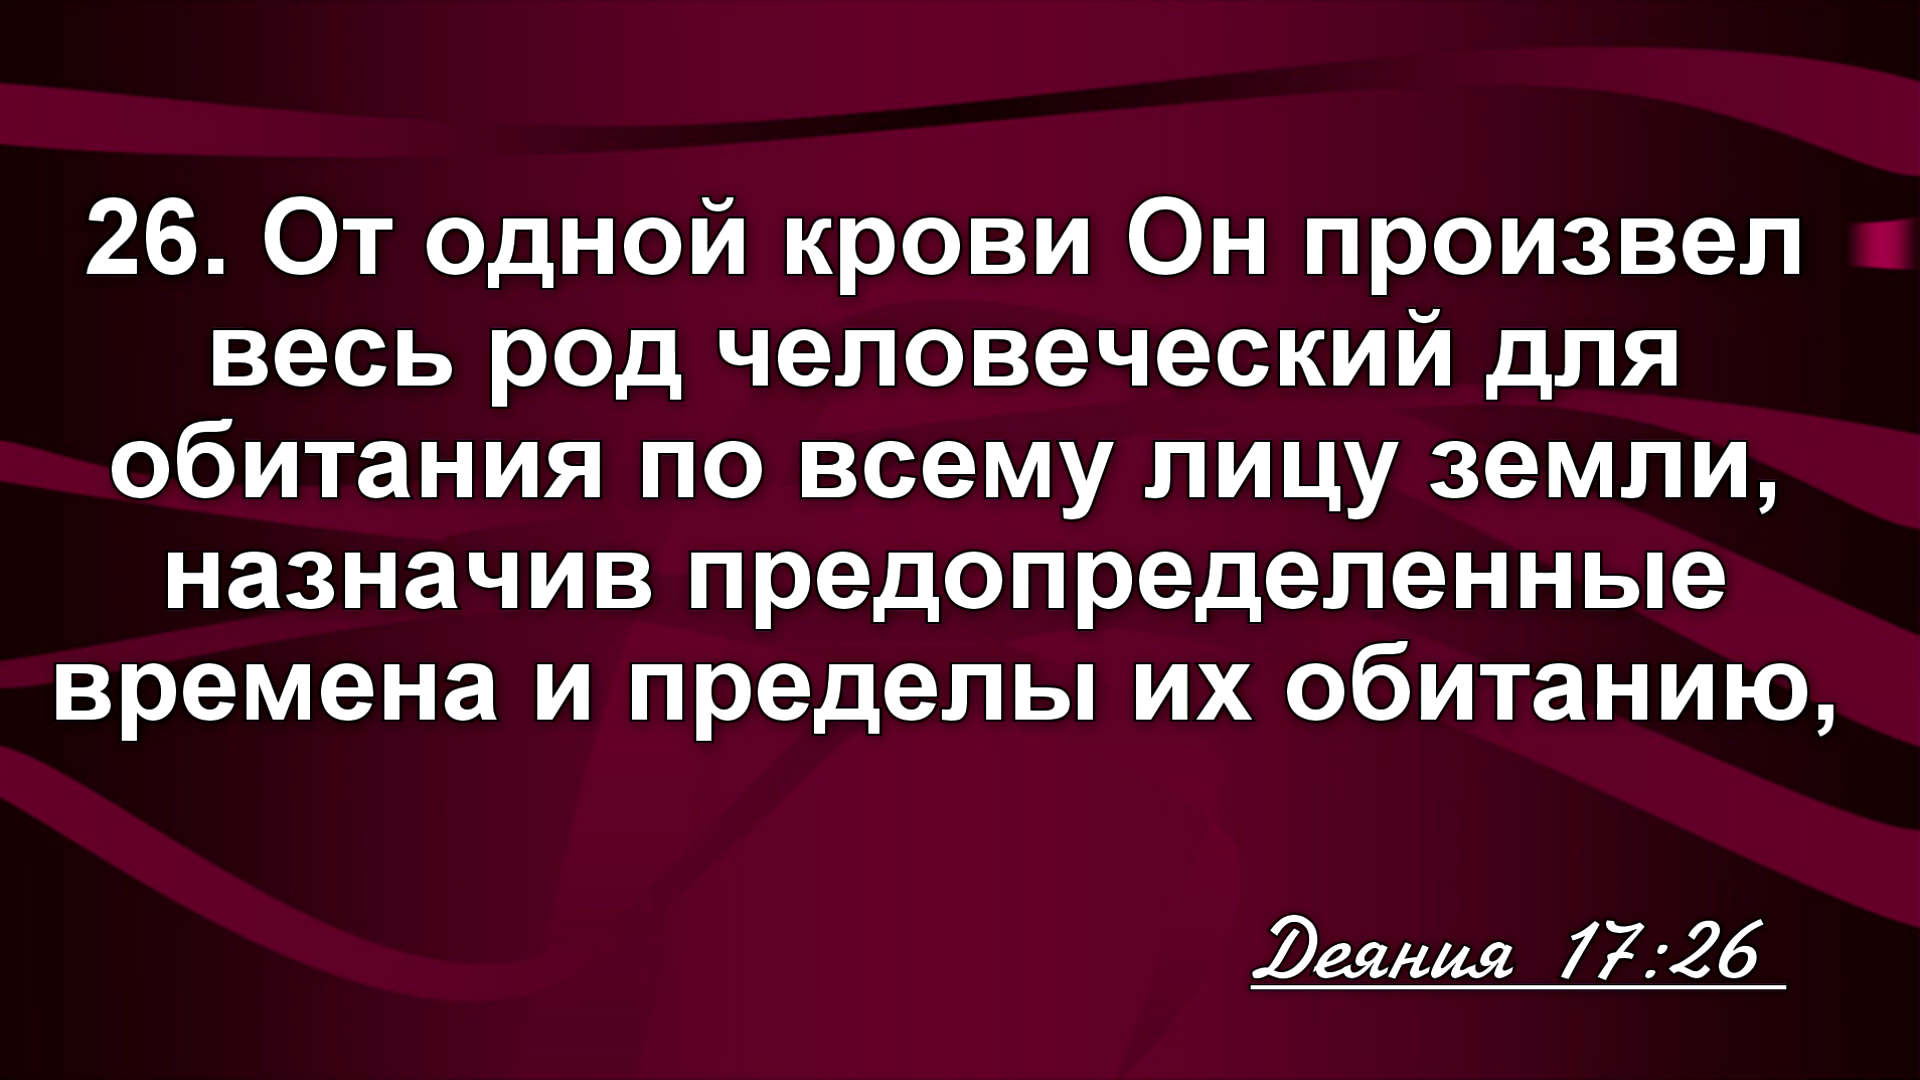 26. От одной крови Он произвел
весь род человеческий для
обитания по всему лицу земли,
назначив предопределенные
времена и пределы их обитанию,
Деяния 17:26